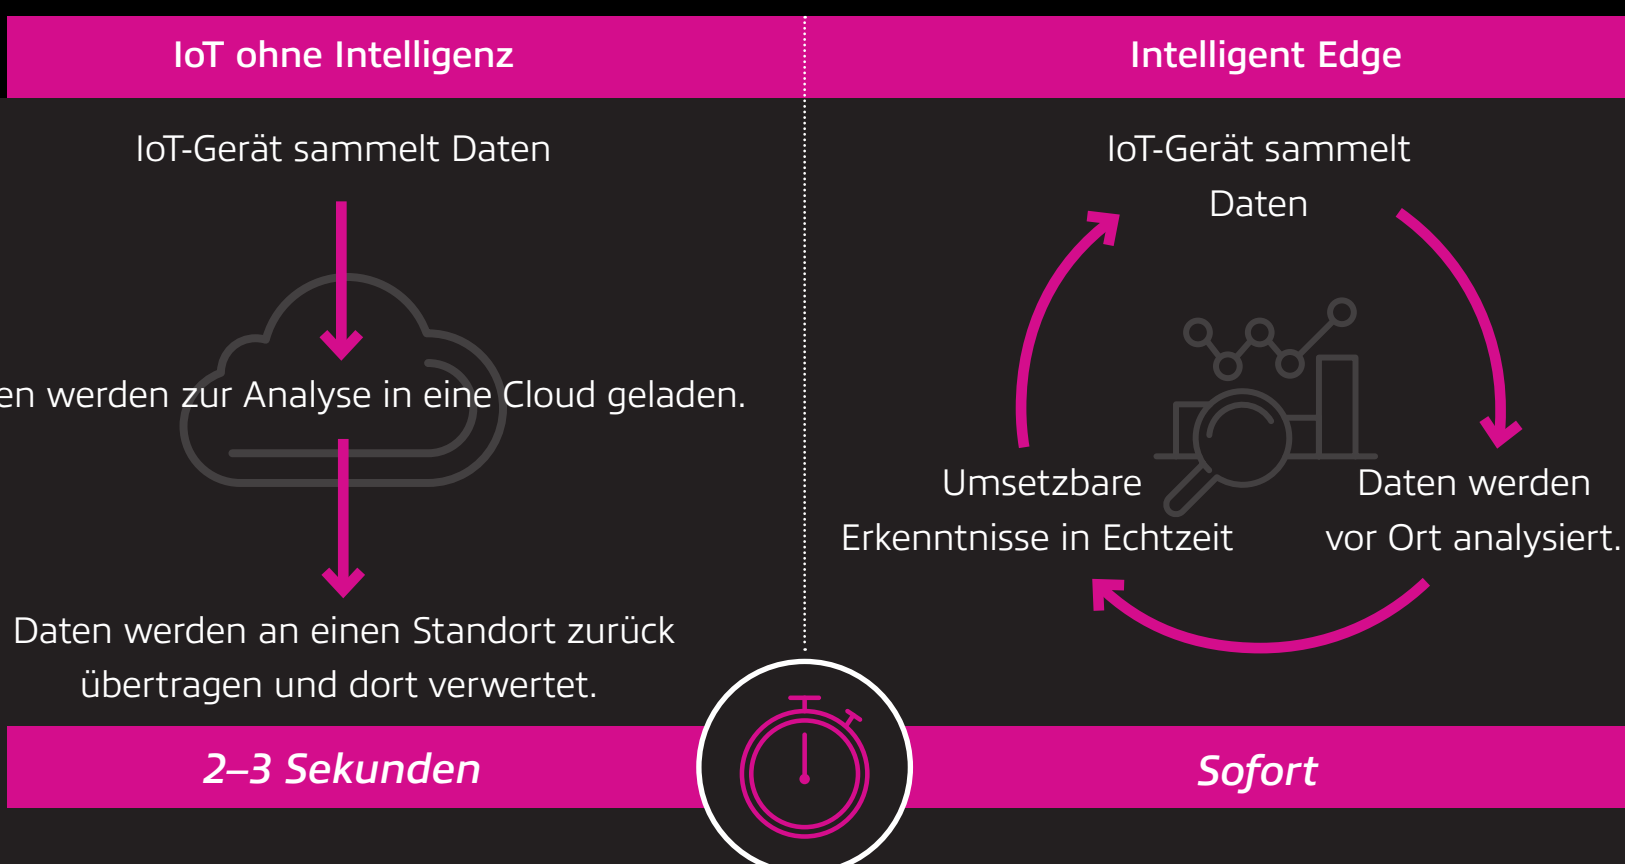 IoT ohne Intelligenz
IoT-Gerät sammelt Daten
en werden zur Analyse in eine Cloud geladen.
Daten werden an einen Standort zurück
übertragen und dort verwertet.
2–3 Sekunden
Intelligent Edge
IoT-Gerät sammelt
Daten
Daten werden
vor Ort analysiert.
Umsetzbare
Erkenntnisse in Echtzeit
Sofort